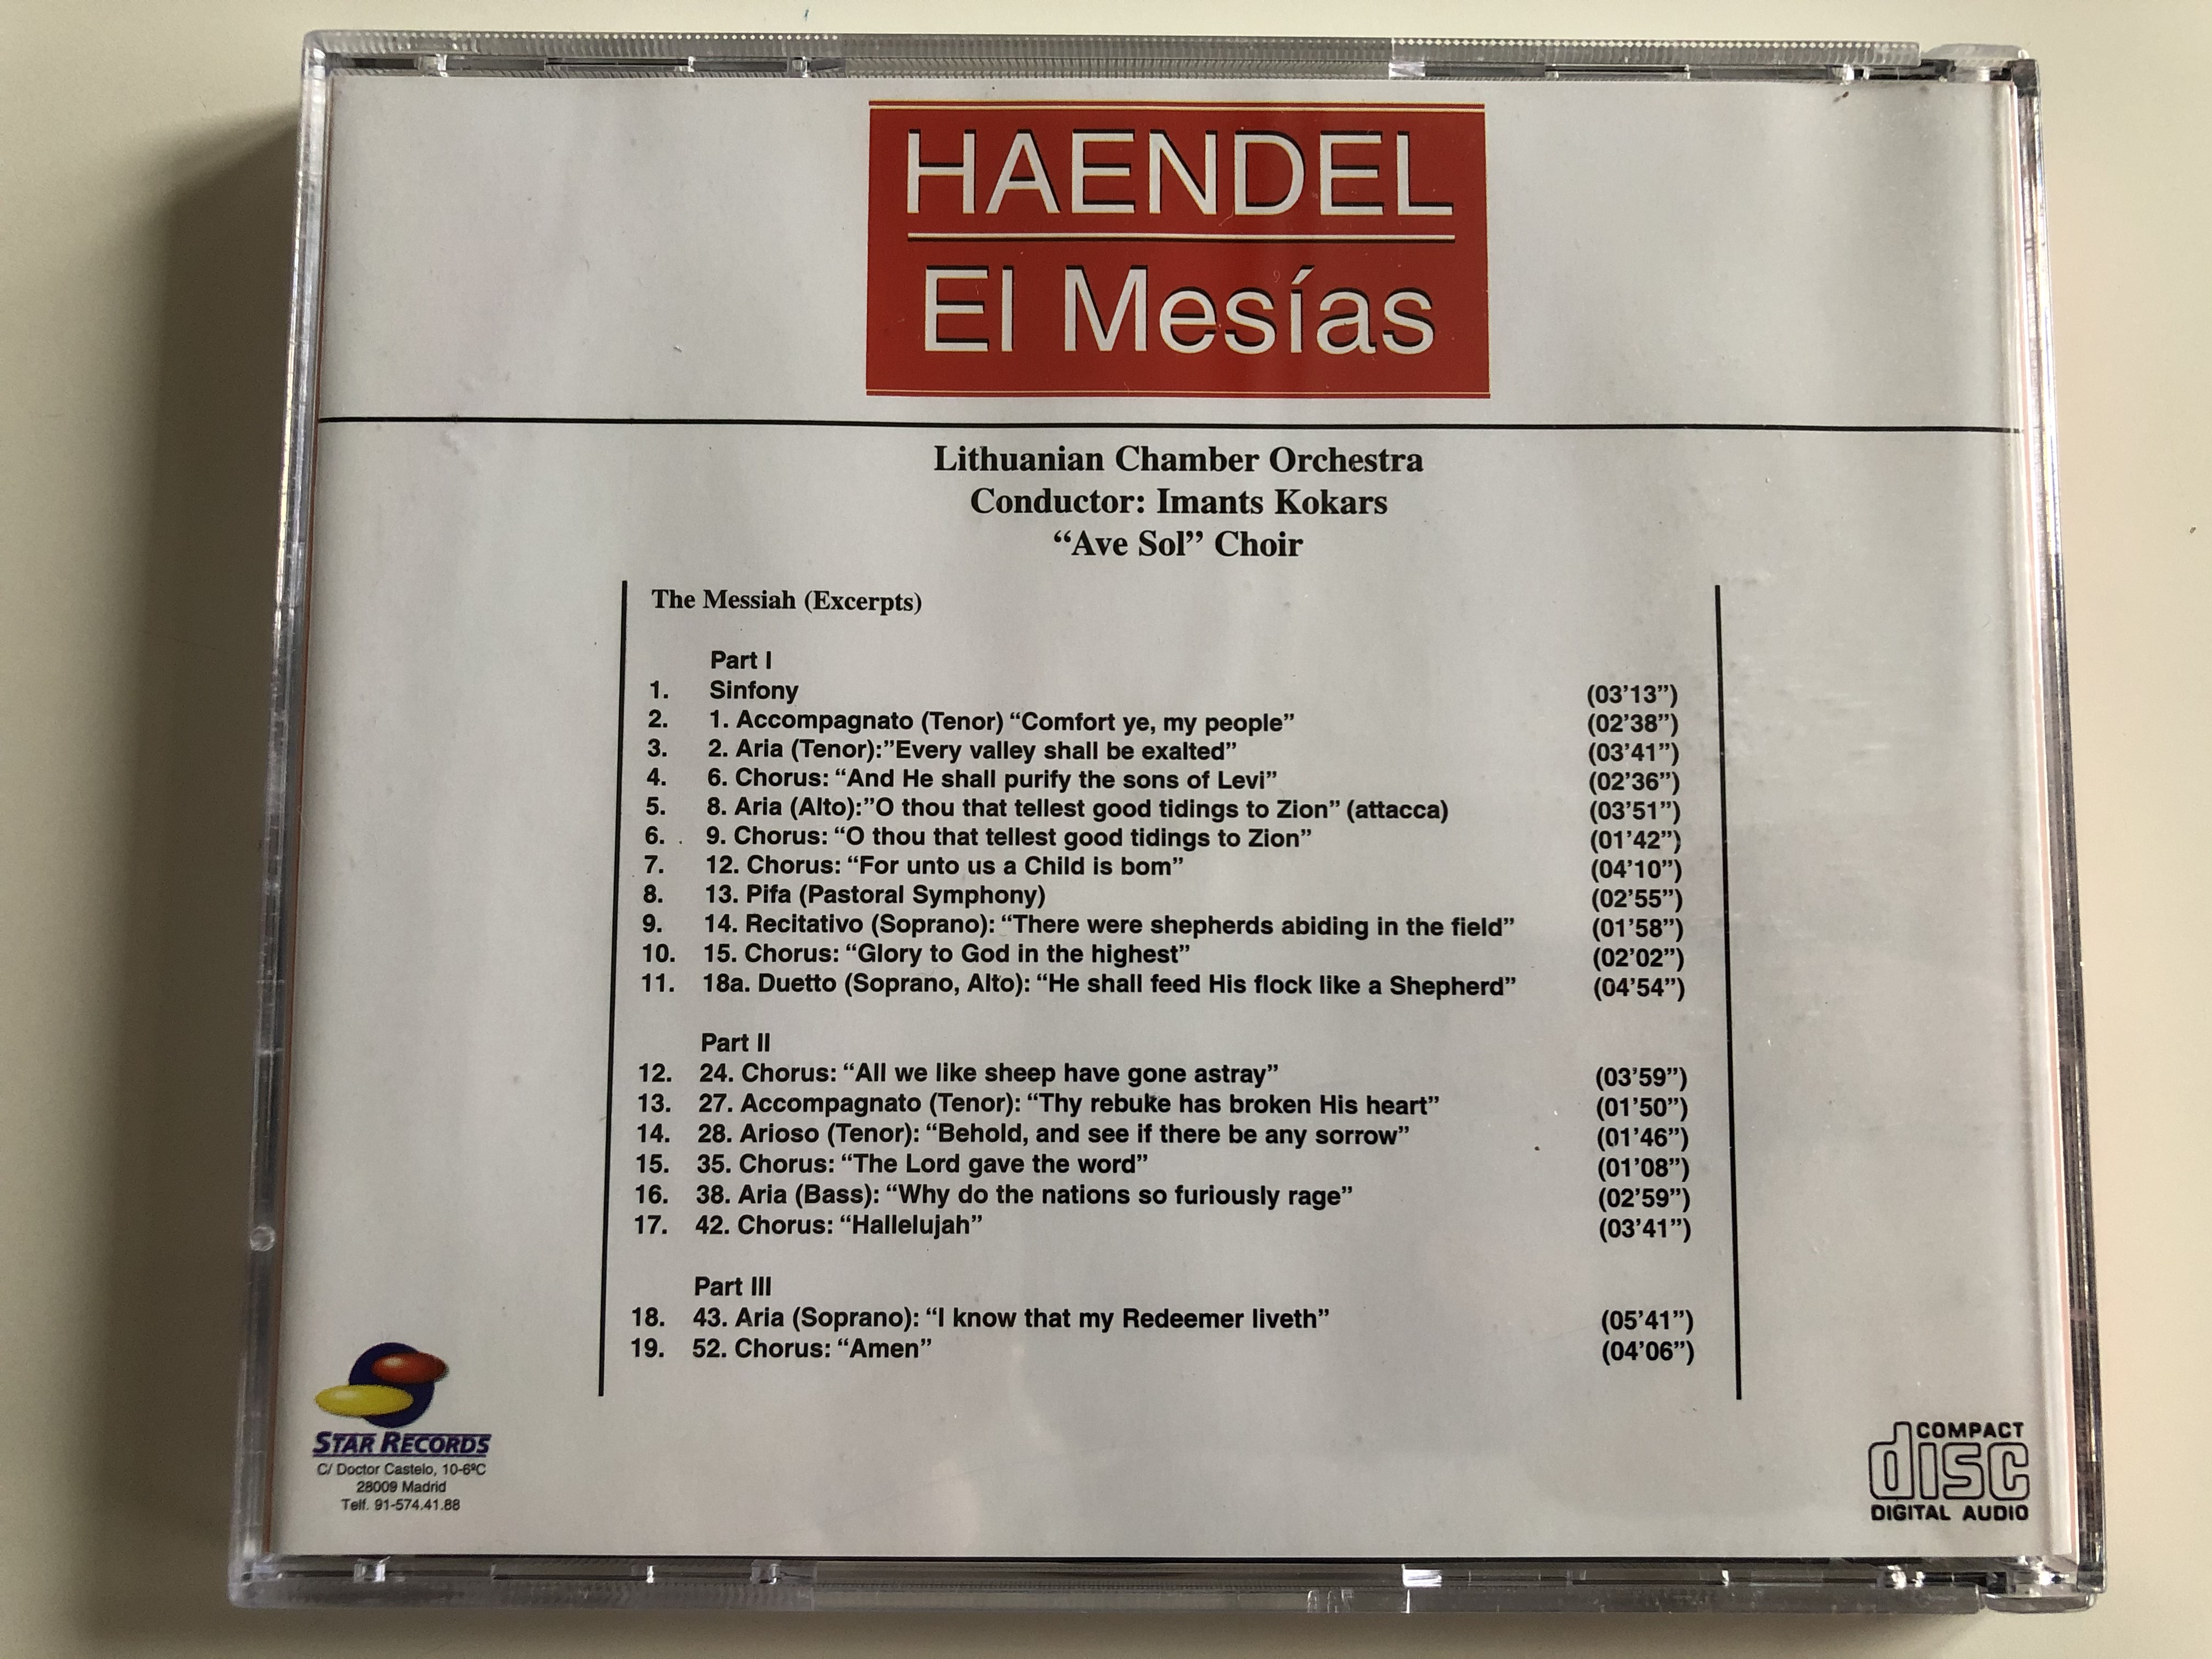 HAENDEL
El Mesías
Lithuanian Chamber Orchestra
Conductor: Imants Kokars
“Ave Sol” Choir
The Messiah (Excerpts)
Part I
1. Sinfony (03’13”)
2. 1. Accompagnato (Tenor) “Comfort ye, my people” (02’38”)
3. 2. Aria (Tenor):”Every valley shall be exalted” (03’41”)
4. 6. Chorus: “And He shall purify the sons of Levi” (02’36”)
5. 8. Aria (Alto):”O thou that tellest good tidings to Zion” (attacca) (03’51”)
6. 9. Chorus: “O thou that tellest good tidings to Zion” (01’42”)
7. 12. Chorus: “For unto us a Child is bom” (04’10”)
8. 13. Pifa (Pastoral Symphony) (02’55”)
9. 14. Recitativo (Soprano): “There were shepherds abiding in the field” (01’58”)
10. 15. Chorus: “Glory to God in the highest” (02’02”)
11. 18a. Duetto (Soprano, Alto): “He shall feed His flock like a Shepherd” (04’54”)
Part II
12. 24. Chorus: “All we like sheep have gone astray” (03’59”)
13. 27. Accompagnato (Tenor): “Thy rebuke has broken His heart” (01’50”)
14. 28. Arioso (Tenor): “Behold, and see if there be any sorrow” (01’46”)
15. 35. Chorus: “The Lord gave the word” (01’08”)
16. 38. Aria (Bass): “Why do the nations so furiously rage” (02’59”)
17. 42. Chorus: “Hallelujah” (03’41”)
Part III
18. 43. Aria (Soprano): “I know that my Redeemer liveth” (05’41”)
19. 52. Chorus: “Amen” (04’06”)
STAR RECORDS
C/ Doctor Castelo, 10-6ºC
28009 Madrid
Telf. 91-574.41.88
COMPACT
disc
DIGITAL AUDIO